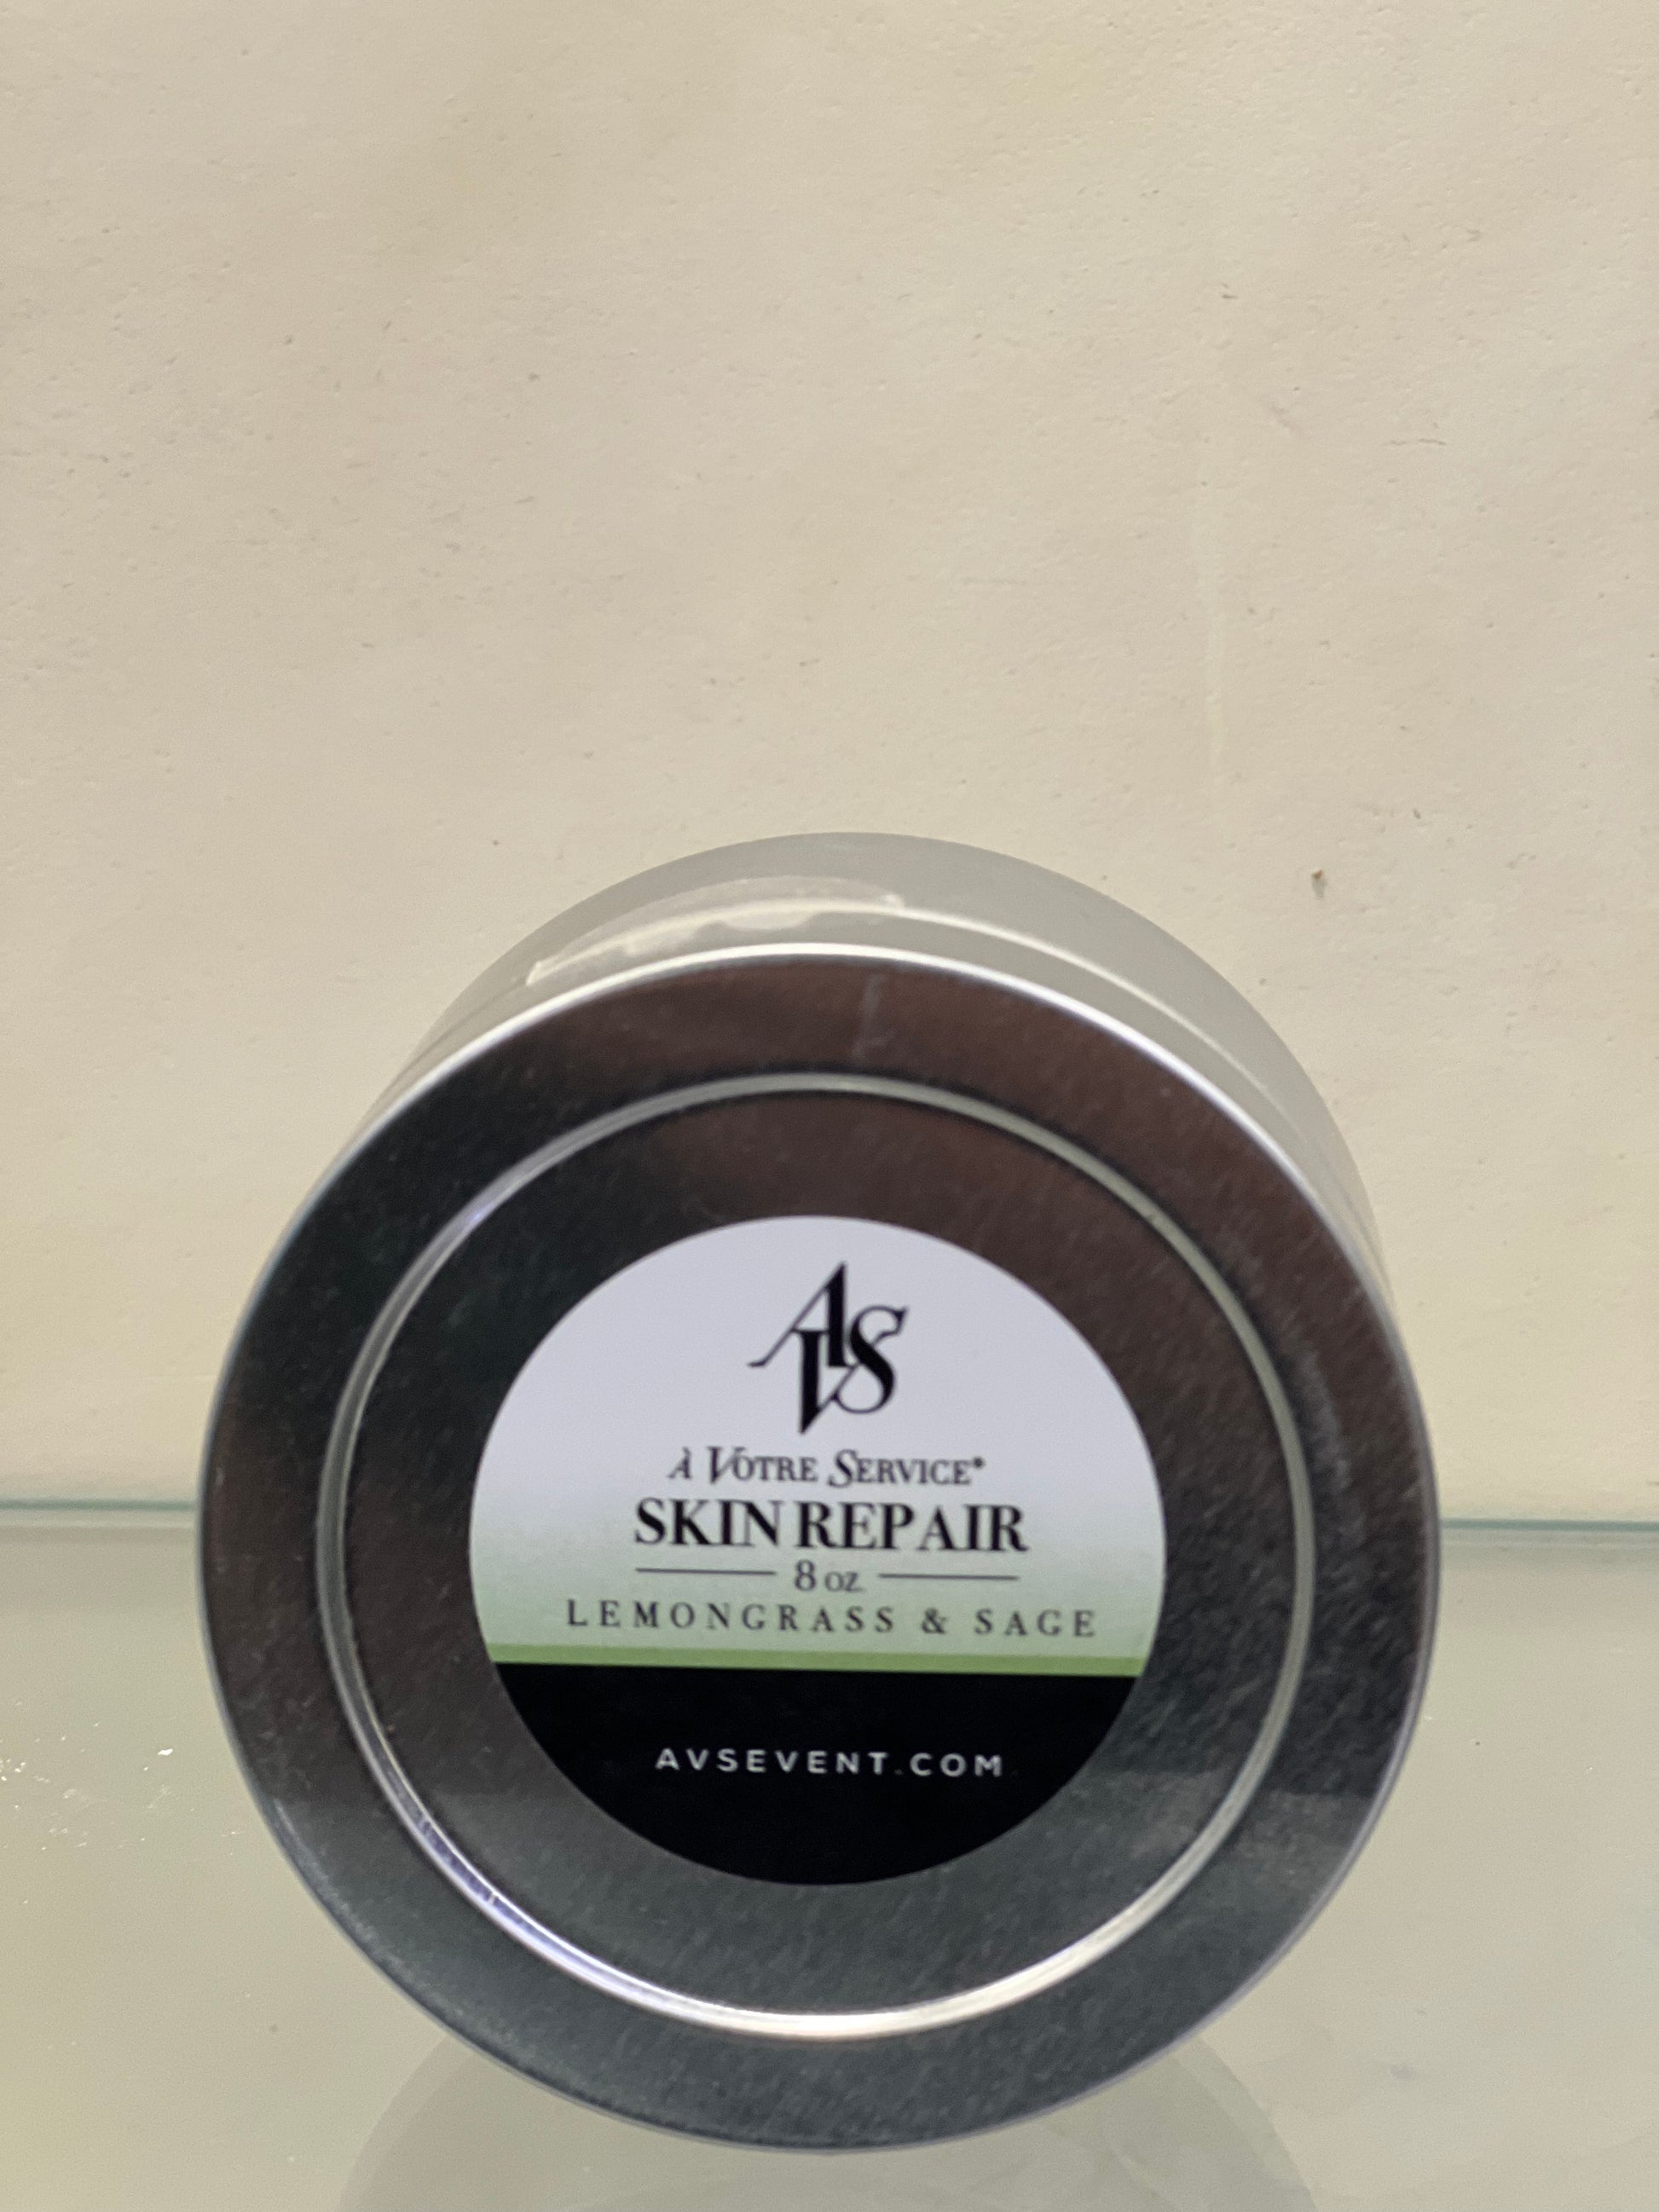 AVS
À VOTRE SERVICE*
SKIN REPAIR
8 OZ
LEMONGRASS & SAGE
AVSEVENT.COM